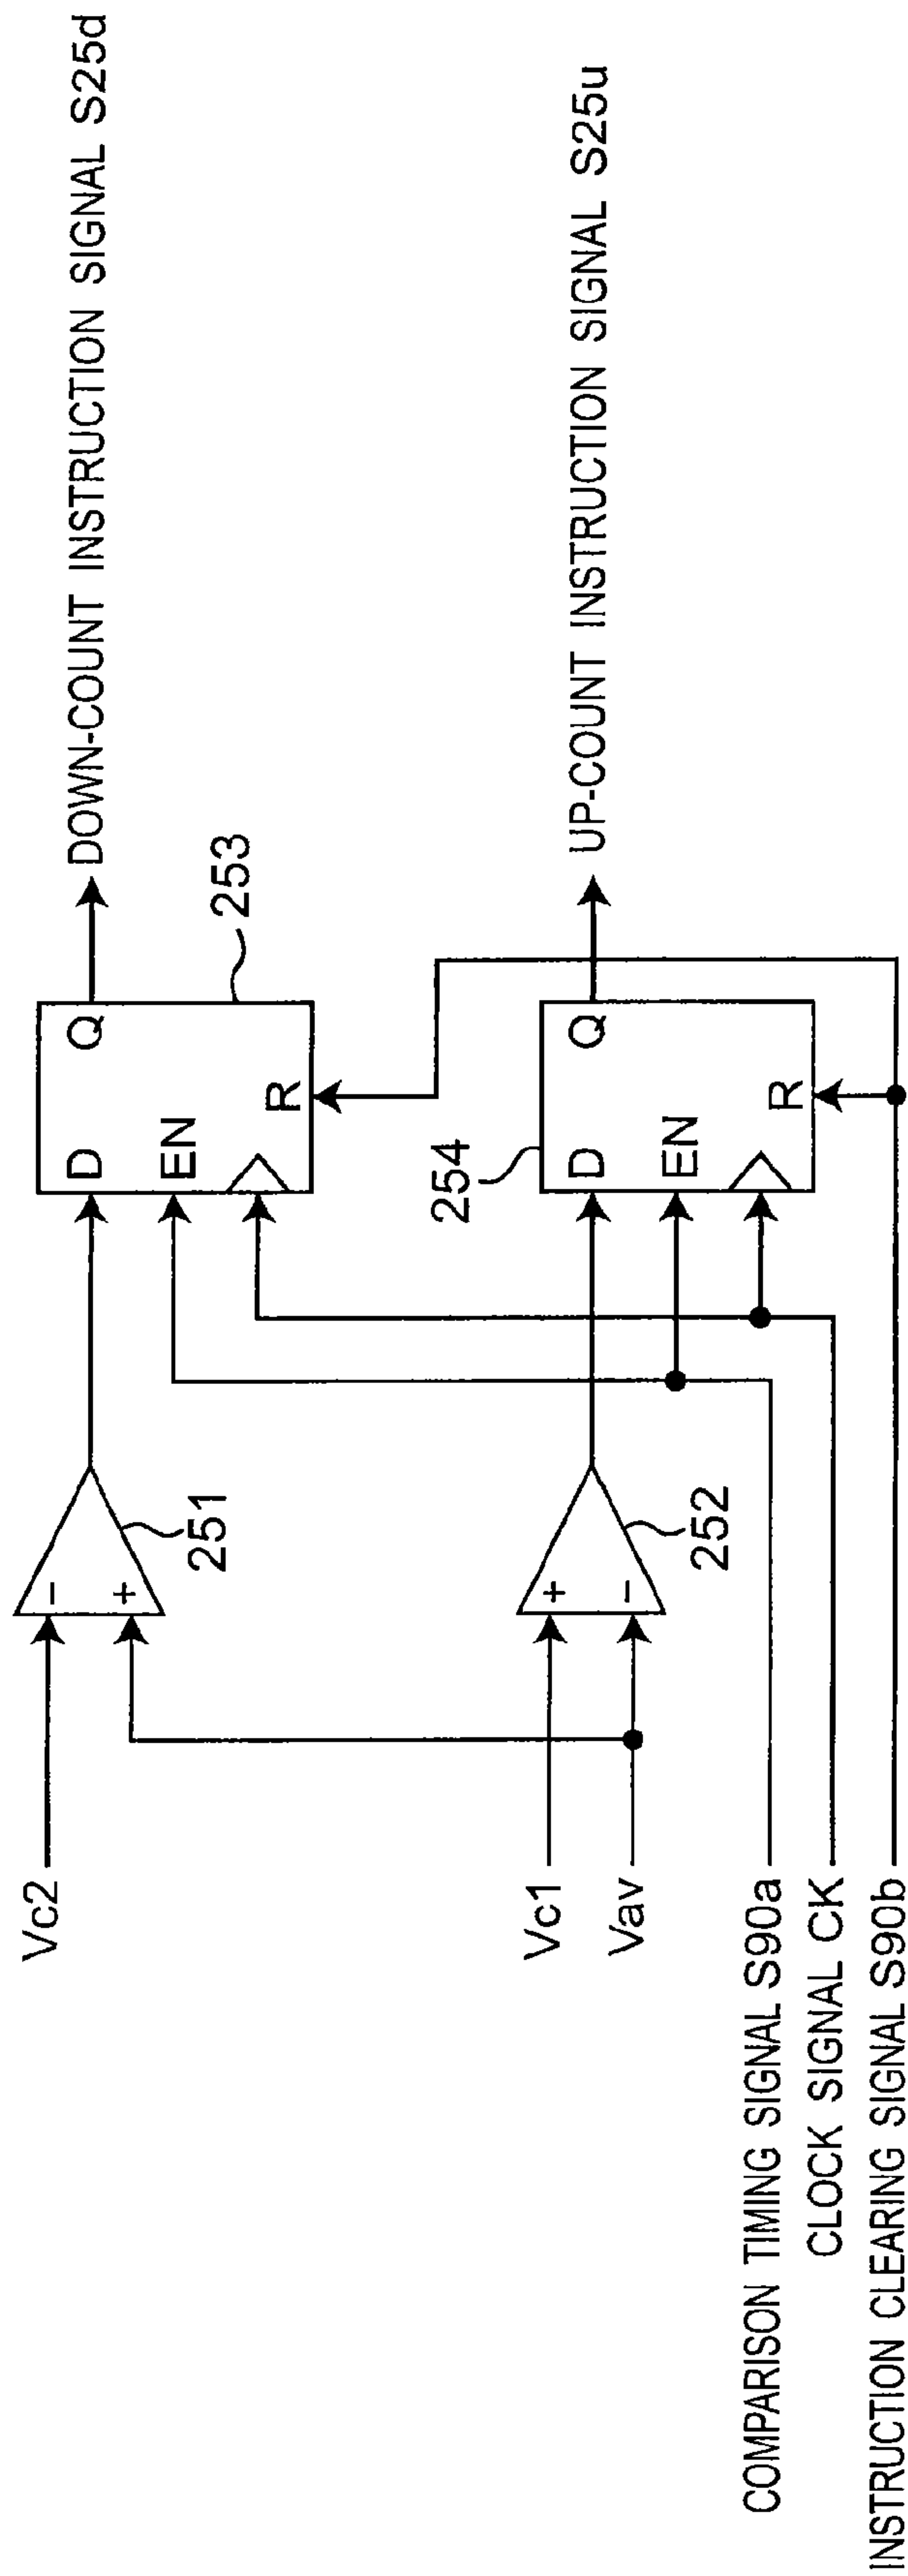 Vc2
Vc1
Vav
COMPARISON TIMING SIGNAL S90a
CLOCK SIGNAL CK
INSTRUCTION CLEARING SIGNAL S90b
−
+
251
+
−
252
D Q
EN
R
253
254
D Q
EN
R
DOWN-COUNT INSTRUCTION SIGNAL S25d
UP-COUNT INSTRUCTION SIGNAL S25u